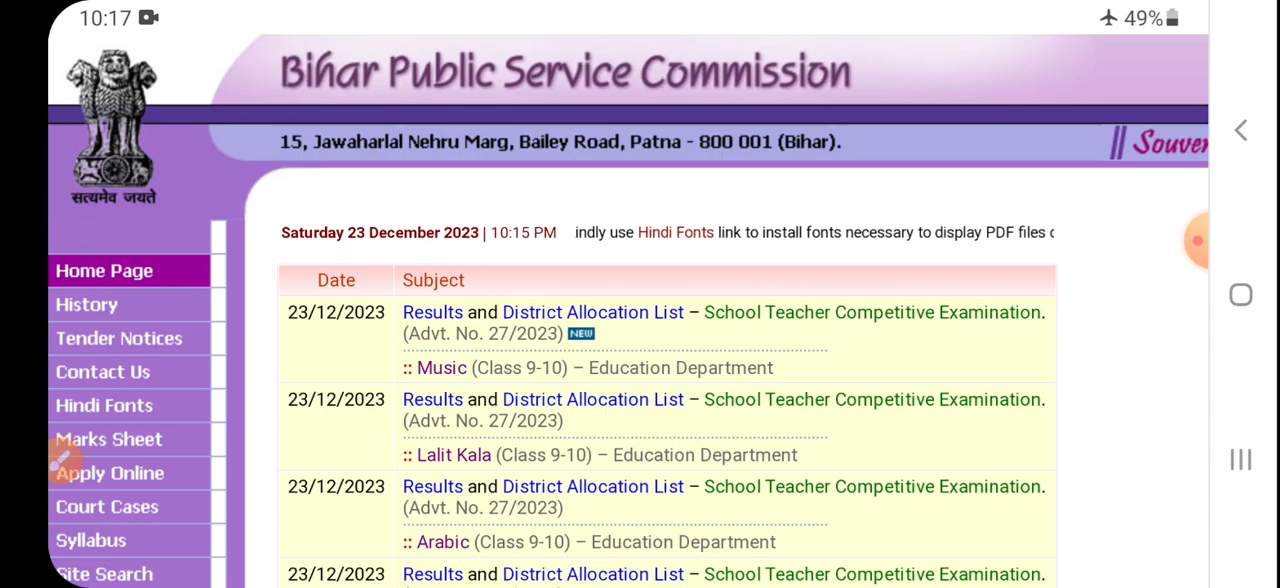 10:17
49%
Bihar Public Service Commission
15, Jawaharlal Nehru Marg, Bailey Road, Patna - 800 001 (Bihar).
सत्यमेव जयते
Saturday 23 December 2023 | 10:15 PM use Hindi Fonts link to install fonts necessary to display PDF files
Home Page
History
Tender Notices
Contact Us
Hindi Fonts
Marks Sheet
Apply Online
Court Cases
Syllabus
Site Search
Date Subject
23/12/2023 Results and District Allocation List – School Teacher Competitive Examination.
(Advt. No. 27/2023) NEW
:: Music (Class 9-10) – Education Department
23/12/2023 Results and District Allocation List – School Teacher Competitive Examination.
(Advt. No. 27/2023)
:: Lalit Kala (Class 9-10) – Education Department
23/12/2023 Results and District Allocation List – School Teacher Competitive Examination.
(Advt. No. 27/2023)
:: Arabic (Class 9-10) – Education Department
23/12/2023 Results and District Allocation List – School Teacher Competitive Examination.